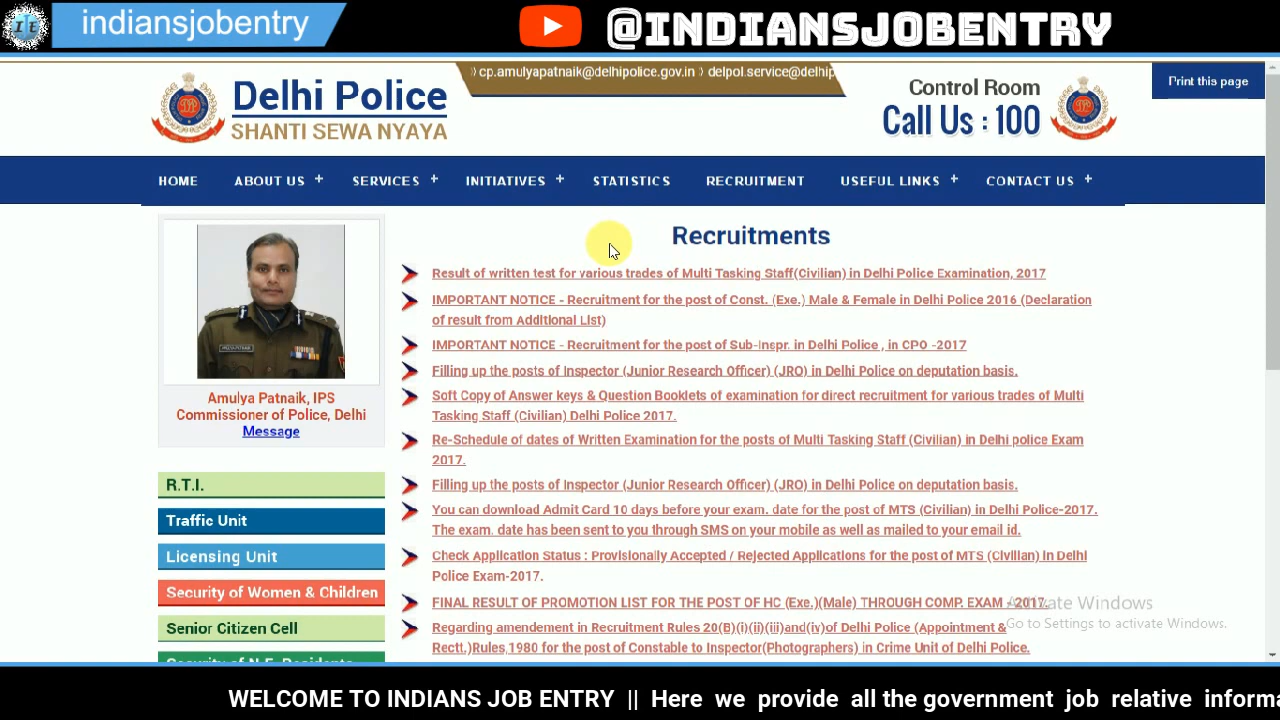 indiansjobentry
@INDIANSJOBENTRY
Delhi Police
SHANTI SEWA NYAYA
cp.amulyapatnaik@delhipolice.gov.in
delpol.service@delhip
Control Room
Call Us : 100
Print this page
HOME
ABOUT US +
SERVICES +
INITIATIVES +
STATISTICS
RECRUITMENT
USEFUL LINKS +
CONTACT US +
Amulya Patnaik, IPS
Commissioner of Police, Delhi
Message
R.T.I.
Traffic Unit
Licensing Unit
Security of Women & Children
Senior Citizen Cell
Security of N.E. Residents
Recruitments
Result of written test for various trades of Multi Tasking Staff(Civilian) in Delhi Police Examination, 2017
IMPORTANT NOTICE - Recruitment for the post of Const. (Exe.) Male & Female in Delhi Police 2016 (Declaration
of result from Additional List)
IMPORTANT NOTICE - Recruitment for the post of Sub-Inspr. in Delhi Police , in CPO -2017
Filling up the posts of Inspector (Junior Research Officer) (JRO) in Delhi Police on deputation basis.
Soft Copy of Answer keys & Question Booklets of examination for direct recruitment for various trades of Multi
Tasking Staff (Civilian) Delhi Police 2017.
Re-Schedule of dates of Written Examination for the posts of Multi Tasking Staff (Civilian) in Delhi police Exam
2017.
Filling up the posts of Inspector (Junior Research Officer) (JRO) in Delhi Police on deputation basis.
You can download Admit Card 10 days before your exam. date for the post of MTS (Civilian) in Delhi Police-2017.
The exam. date has been sent to you through SMS on your mobile as well as mailed to your email id.
Check Application Status : Provisionally Accepted / Rejected Applications for the post of MTS (Civilian) in Delhi
Police Exam-2017.
FINAL RESULT OF PROMOTION LIST FOR THE POST OF HC (Exe.)(Male) THROUGH COMP. EXAM - 2017.
Regarding amendement in Recruitment Rules 20(B)(i)(ii)(iii)and(iv)of Delhi Police (Appointment &
Rectt.)Rules,1980 for the post of Constable to Inspector(Photographers) in Crime Unit of Delhi Police.
Activate Windows
Go to Settings to activate Windows.
WELCOME TO INDIANS JOB ENTRY || Here we provide all the government job relative informa